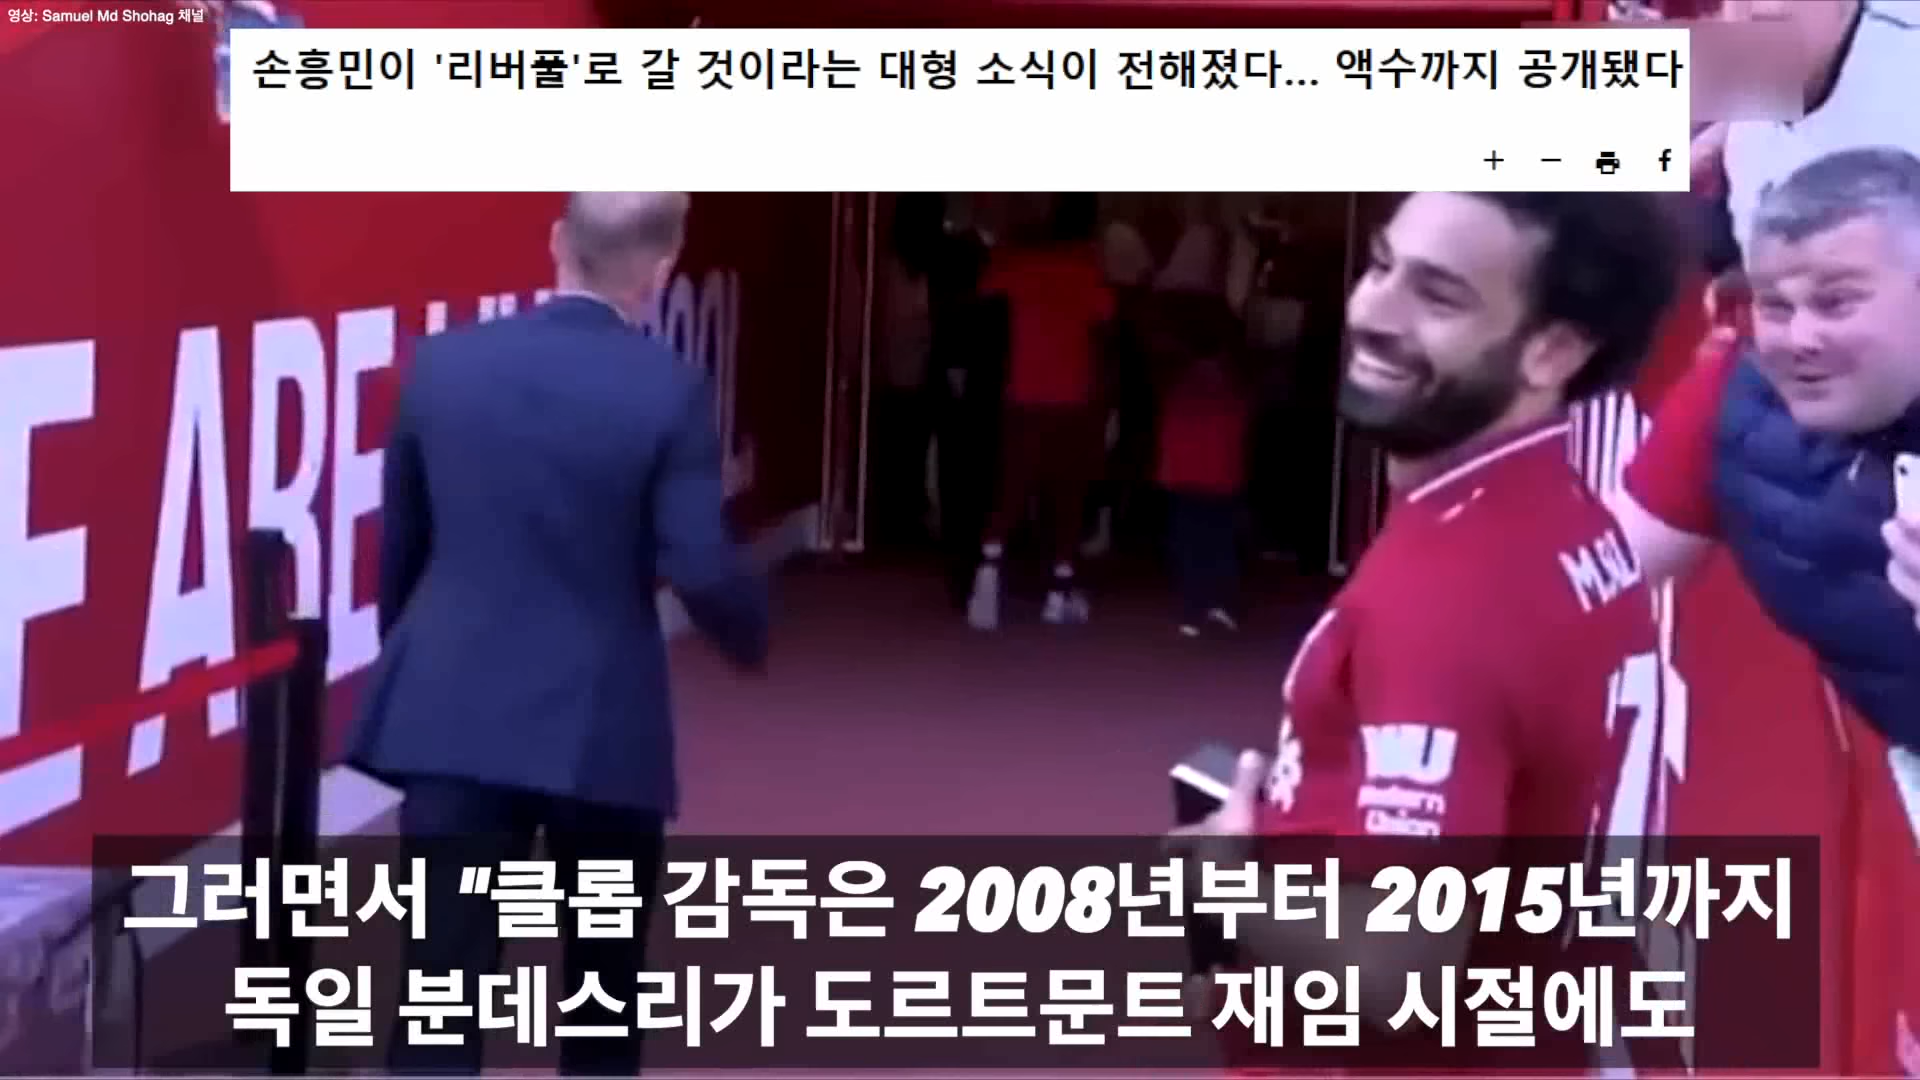 영상: Samuel Md Shohag 채널
손흥민이 '리버풀'로 갈 것이라는 대형 소식이 전해졌다... 액수까지 공개됐다
+ − f
ARE
그러면서 "클롭 감독은 2008년부터 2015년까지
독일 분데스리가 도르트문트 재임 시절에도